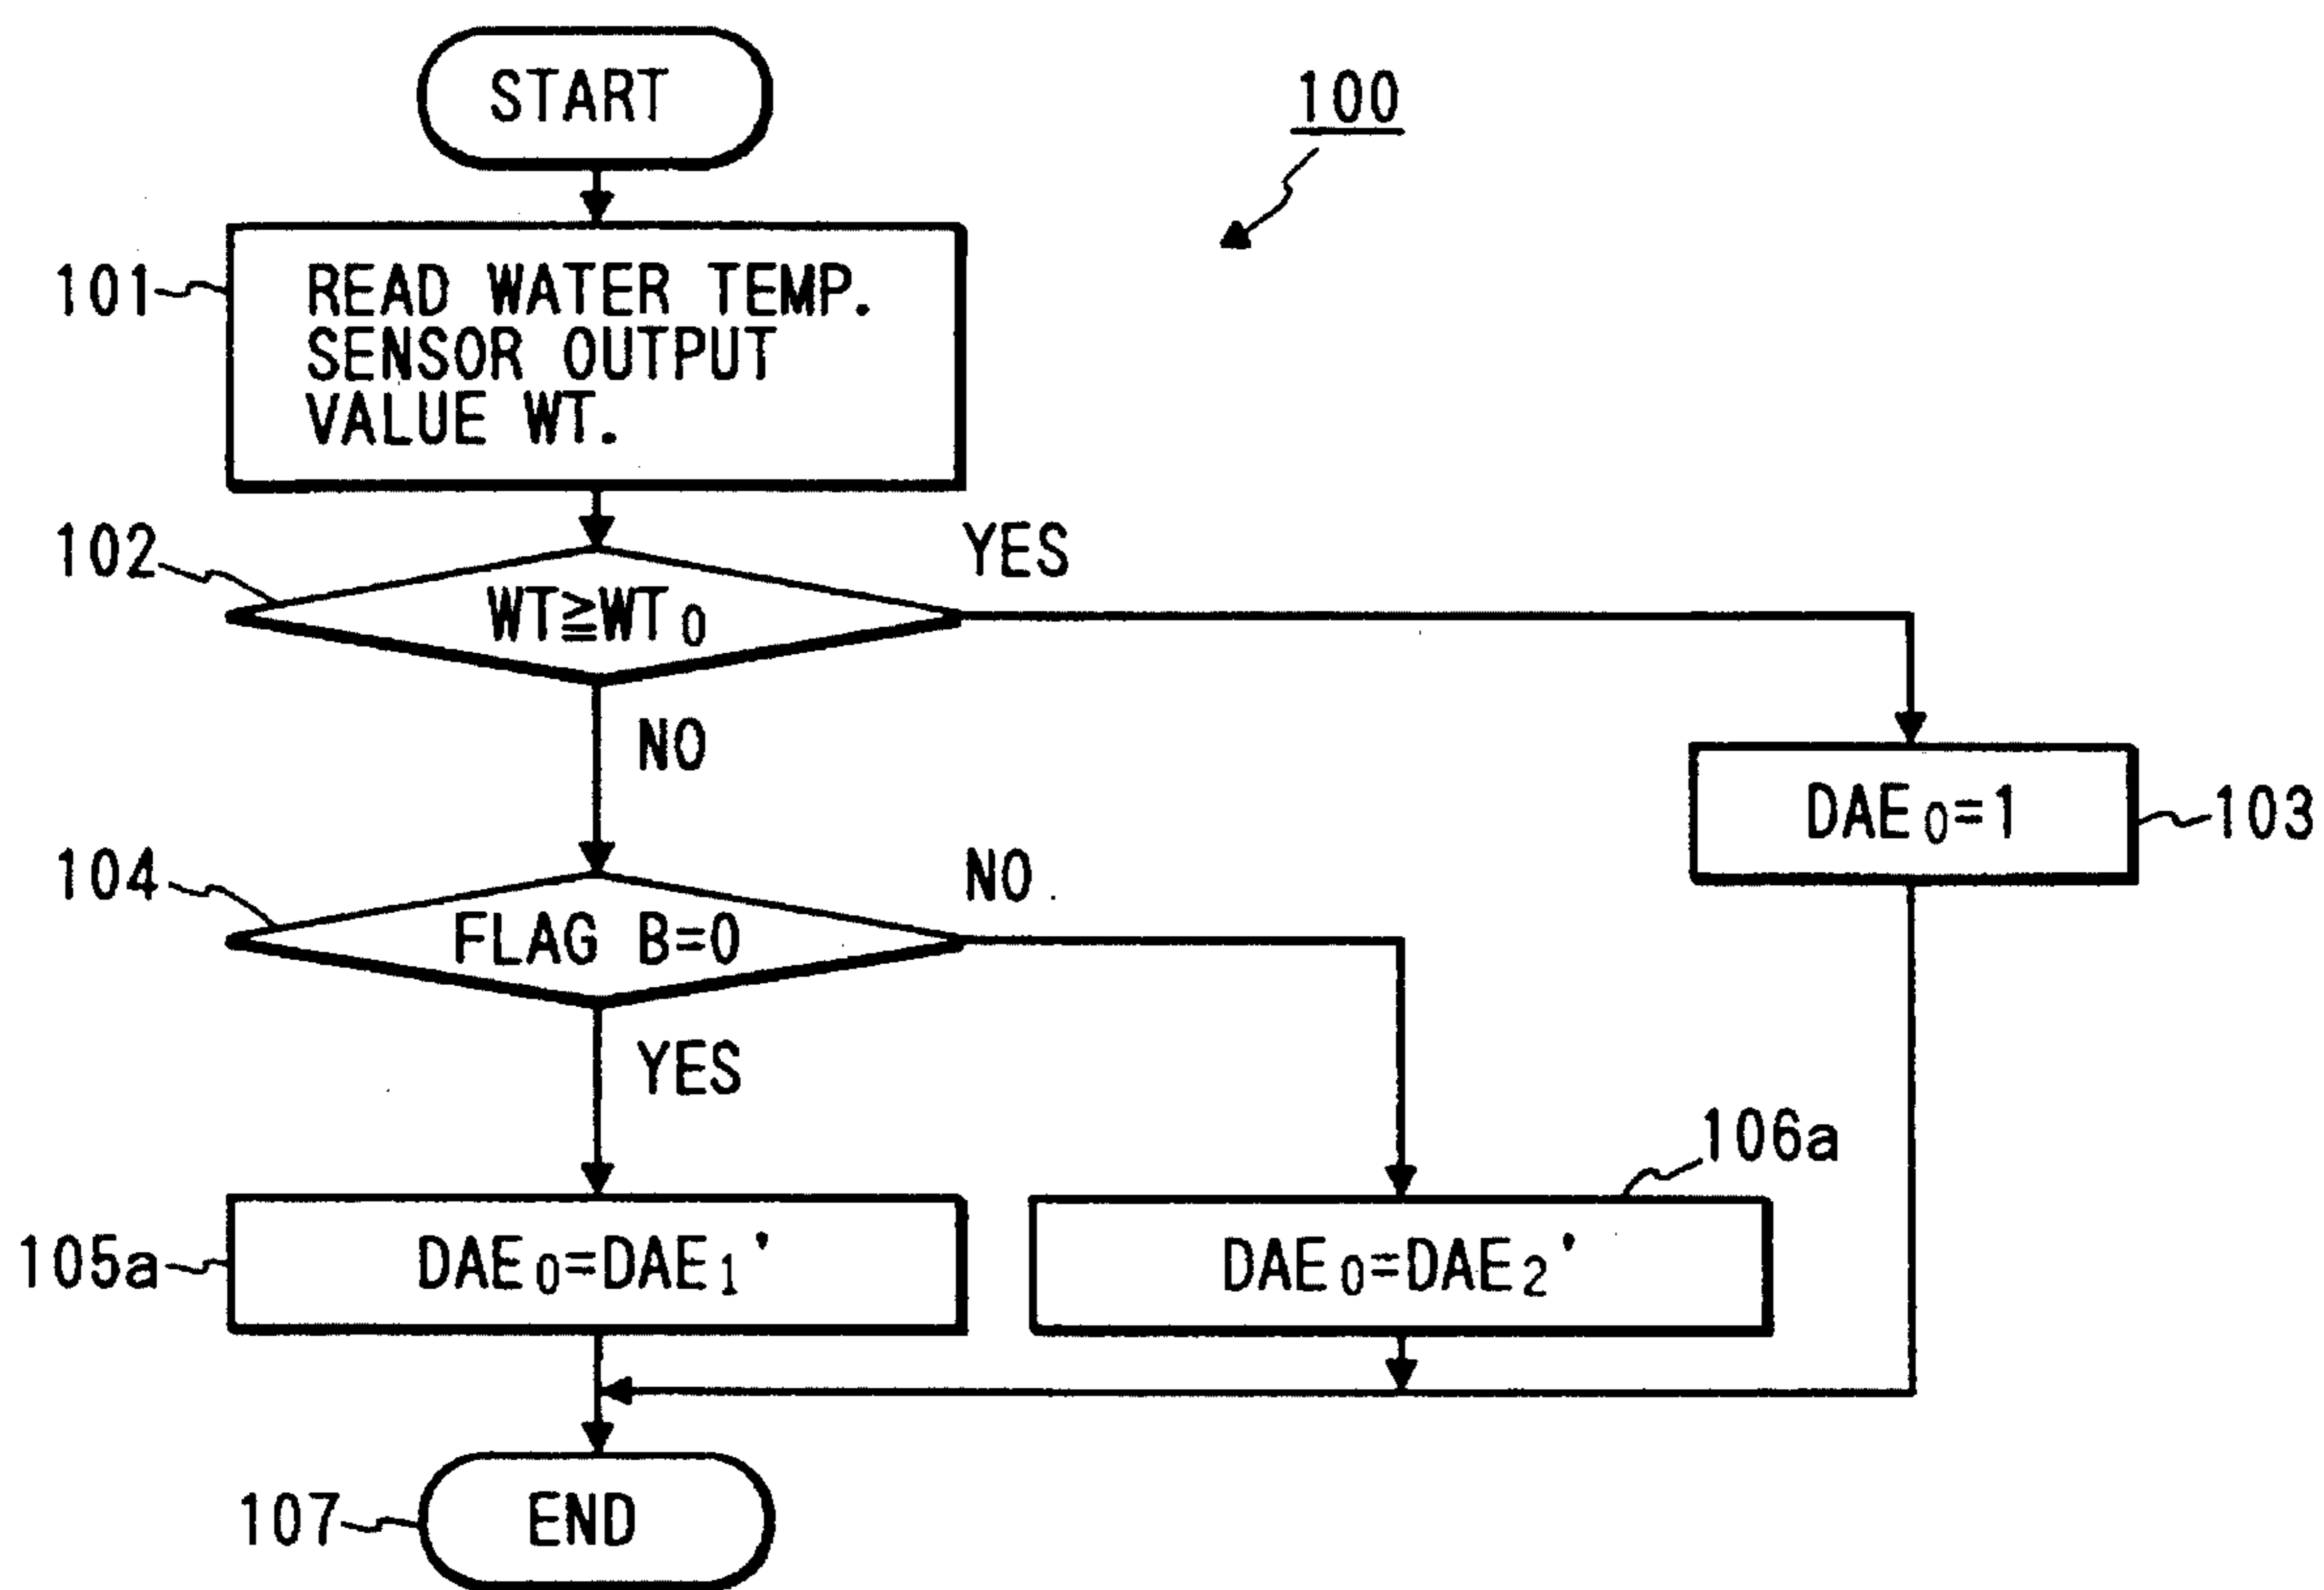 START
100
101
READ WATER TEMP.
SENSOR OUTPUT
VALUE WT.
102
WT≧WT₀
YES
NO
DAE₀=1
103
104
FLAG B=0
NO
YES
106a
105a
DAE₀=DAE₁'
DAE₀=DAE₂'
107
END